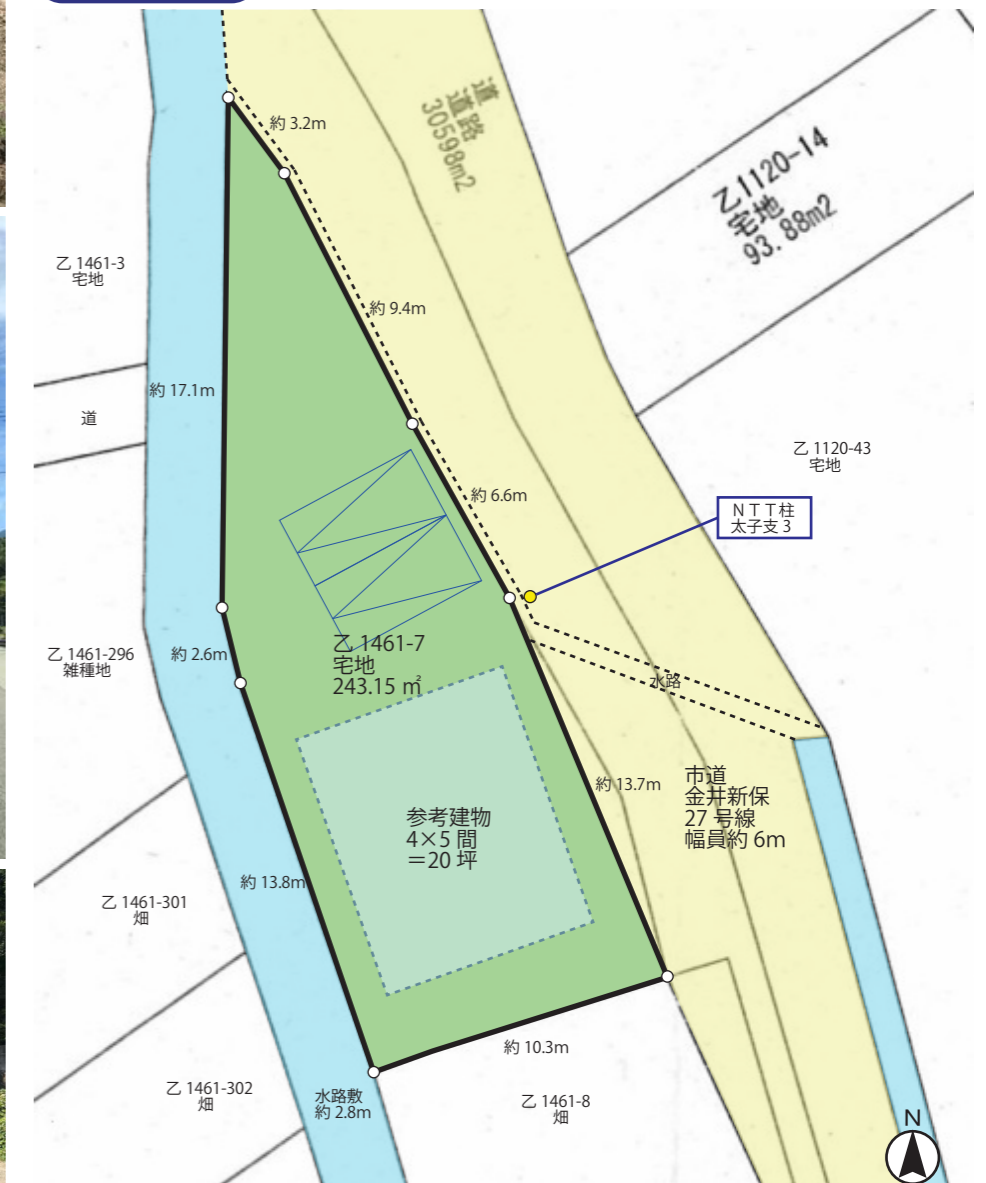 道
道路
30598m2
約 3.2m
乙1120-14
宅地
93.88m2
乙 1461-3
宅地
約 9.4m
約 17.1m
道
乙 1120-43
宅地
約 6.6m
ＮＴＴ柱
太子支 3
乙 1461-296
雑種地
約 2.6m
乙 1461-7
宅地
243.15 ㎡
水路
約 13.7m
市道
金井新保
27 号線
幅員約 6m
参考建物
4×5 間
＝20 坪
約 13.8m
乙 1461-301
畑
約 10.3m
乙 1461-302
畑
水路敷
約 2.8m
乙 1461-8
畑
N